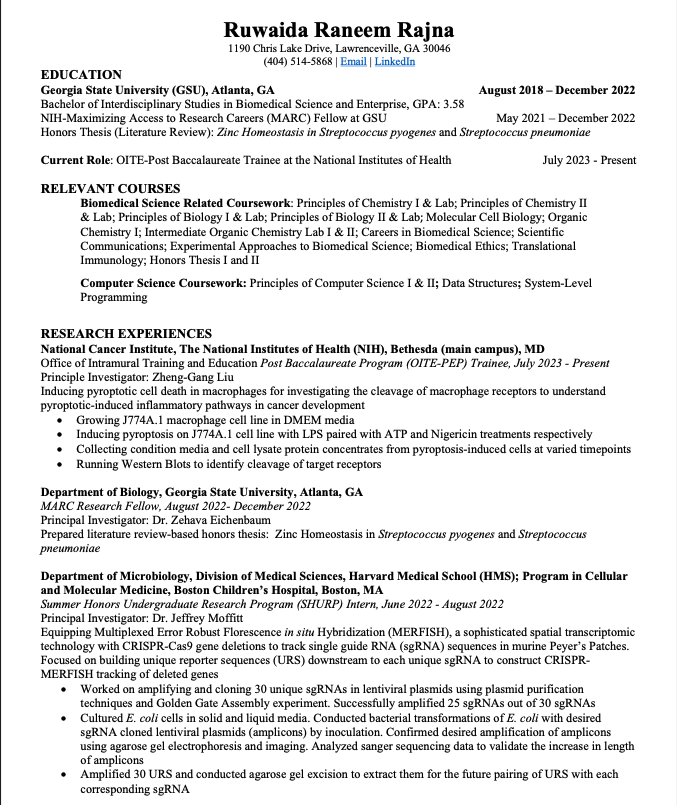 Ruwaida Raneem Rajna
1190 Chris Lake Drive, Lawrenceville, GA 30046
(404) 514-5868 | Email | LinkedIn
EDUCATION
Georgia State University (GSU), Atlanta, GA August 2018 – December 2022
Bachelor of Interdisciplinary Studies in Biomedical Science and Enterprise, GPA: 3.58
NIH-Maximizing Access to Research Careers (MARC) Fellow at GSU May 2021 – December 2022
Honors Thesis (Literature Review): Zinc Homeostasis in Streptococcus pyogenes and Streptococcus pneumoniae
Current Role: OITE-Post Baccalaureate Trainee at the National Institutes of Health July 2023 - Present
RELEVANT COURSES
Biomedical Science Related Coursework: Principles of Chemistry I & Lab; Principles of Chemistry II
& Lab; Principles of Biology I & Lab; Principles of Biology II & Lab; Molecular Cell Biology; Organic
Chemistry I; Intermediate Organic Chemistry Lab I & II; Careers in Biomedical Science; Scientific
Communications; Experimental Approaches to Biomedical Science; Biomedical Ethics; Translational
Immunology; Honors Thesis I and II
Computer Science Coursework: Principles of Computer Science I & II; Data Structures; System-Level
Programming
RESEARCH EXPERIENCES
National Cancer Institute, The National Institutes of Health (NIH), Bethesda (main campus), MD
Office of Intramural Training and Education Post Baccalaureate Program (OITE-PEP) Trainee, July 2023 - Present
Principle Investigator: Zheng-Gang Liu
Inducing pyroptotic cell death in macrophages for investigating the cleavage of macrophage receptors to understand
pyroptotic-induced inflammatory pathways in cancer development
• Growing J774A.1 macrophage cell line in DMEM media
• Inducing pyroptosis on J774A.1 cell line with LPS paired with ATP and Nigericin treatments respectively
• Collecting condition media and cell lysate protein concentrates from pyroptosis-induced cells at varied timepoints
• Running Western Blots to identify cleavage of target receptors
Department of Biology, Georgia State University, Atlanta, GA
MARC Research Fellow, August 2022- December 2022
Principal Investigator: Dr. Zehava Eichenbaum
Prepared literature review-based honors thesis: Zinc Homeostasis in Streptococcus pyogenes and Streptococcus
pneumoniae
Department of Microbiology, Division of Medical Sciences, Harvard Medical School (HMS); Program in Cellular
and Molecular Medicine, Boston Children's Hospital, Boston, MA
Summer Honors Undergraduate Research Program (SHURP) Intern, June 2022 - August 2022
Principal Investigator: Dr. Jeffrey Moffitt
Equipping Multiplexed Error Robust Florescence in situ Hybridization (MERFISH), a sophisticated spatial transcriptomic
technology with CRISPR-Cas9 gene deletions to track single guide RNA (sgRNA) sequences in murine Peyer's Patches.
Focused on building unique reporter sequences (URS) downstream to each unique sgRNA to construct CRISPR-
MERFISH tracking of deleted genes
• Worked on amplifying and cloning 30 unique sgRNAs in lentiviral plasmids using plasmid purification
techniques and Golden Gate Assembly experiment. Successfully amplified 25 sgRNAs out of 30 sgRNAs
• Cultured E. coli cells in solid and liquid media. Conducted bacterial transformations of E. coli with desired
sgRNA cloned lentiviral plasmids (amplicons) by inoculation. Confirmed desired amplification of amplicons
using agarose gel electrophoresis and imaging. Analyzed sanger sequencing data to validate the increase in length
of amplicons
• Amplified 30 URS and conducted agarose gel excision to extract them for the future pairing of URS with each
corresponding sgRNA